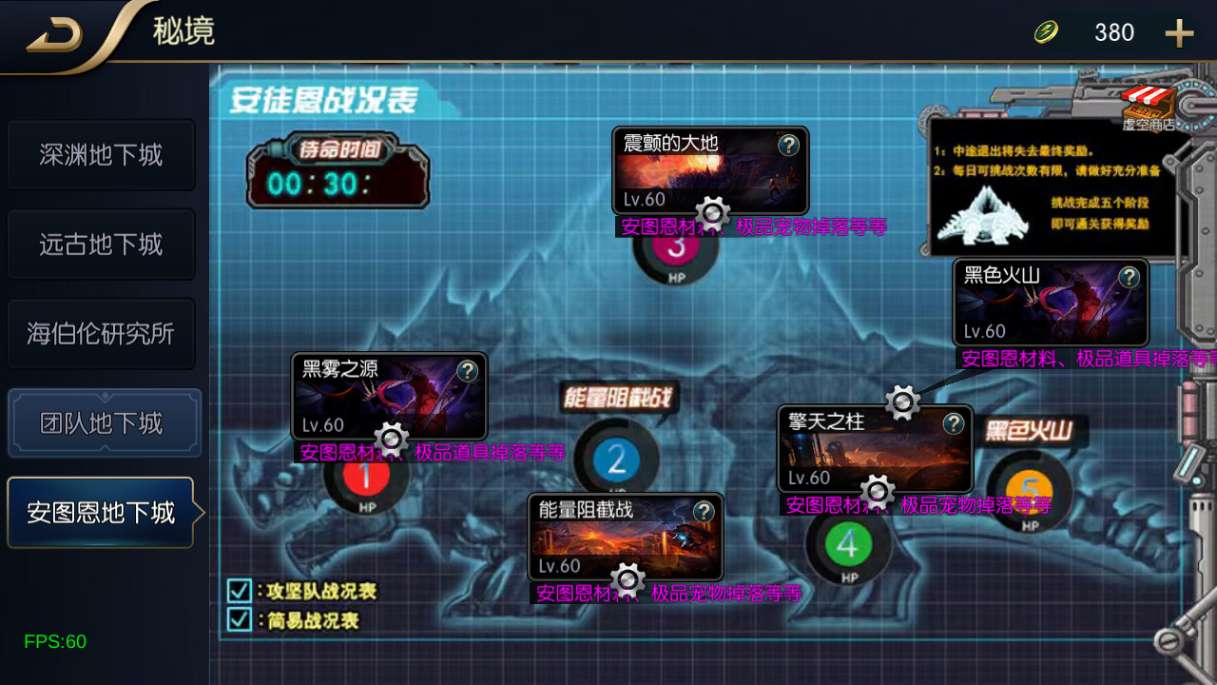 秘境
380
深渊地下城
远古地下城
海伯伦研究所
团队地下城
安图恩地下城
FPS:60
安徒恩战况表
待命时间
00:30:
震颤的大地
?
Lv.60
安图恩材料、极品宠物掉落等等
3
HP
虚空商店
1：中途退出将失去最终奖励。
2：每日可挑战次数有限，请做好充分准备
挑战完成五个阶段
即可通关获得奖励
黑色火山
?
Lv.60
安图恩材料、极品道具掉落等
黑雾之源
?
Lv.60
安图恩材料、极品道具掉落等等
1
HP
能量阻截战
2
HP
能量阻截战
?
Lv.60
安图恩材料、极品宠物掉落等等
擎天之柱
?
Lv.60
安图恩材料、极品宠物掉落等等
4
HP
黑色火山
5
HP
:攻坚队战况表
:简易战况表